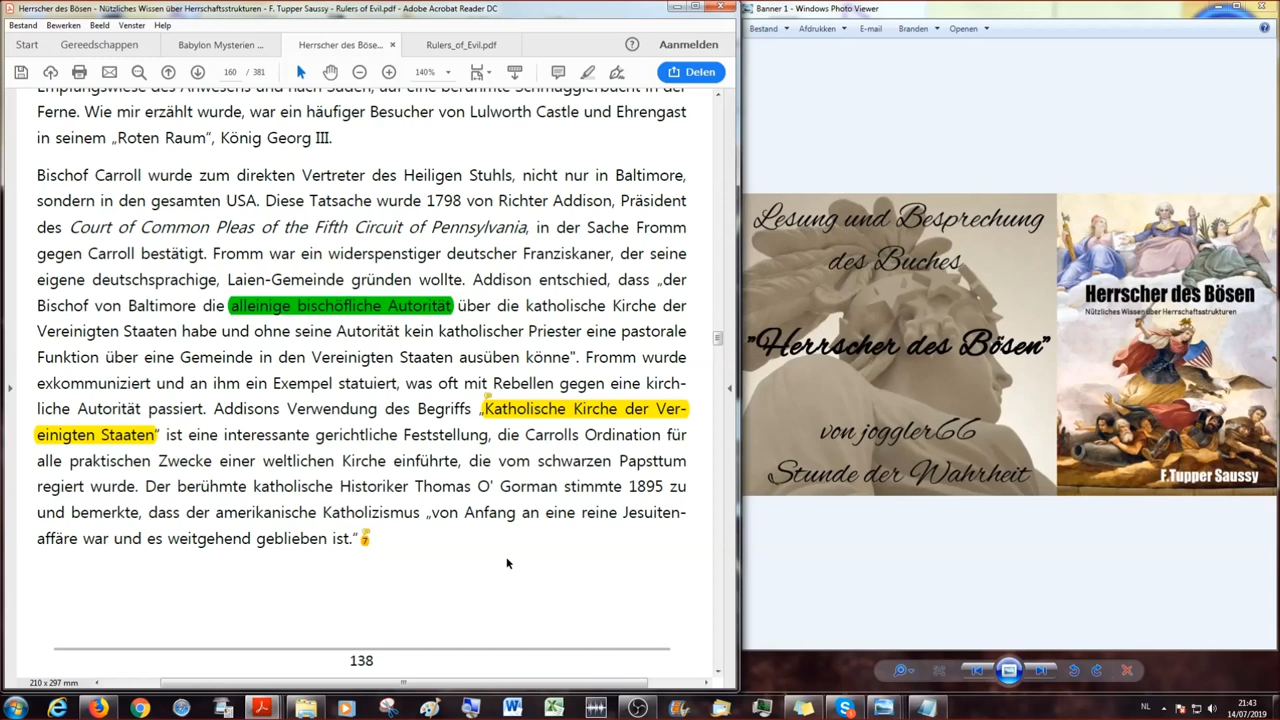 Herrscher des Bösen - Nützliches Wissen über Herrschaftsstrukturen - F. Tupper Saussy - Rulers of Evil.pdf - Adobe Acrobat Reader DC
Bestand Bewerken Beeld Venster Help
Start Gereedschappen Babylon Mysterien ... Herrscher des Böse... × Rulers_of_Evil.pdf Aanmelden
160 / 381 140% Delen
Empfangswiese des Anwesens und nach Süden, auf eine berühmte Schmugglerbucht in der
Ferne. Wie mir erzählt wurde, war ein häufiger Besucher von Lulworth Castle und Ehrengast
in seinem „Roten Raum“, König Georg III.
Bischof Carroll wurde zum direkten Vertreter des Heiligen Stuhls, nicht nur in Baltimore,
sondern in den gesamten USA. Diese Tatsache wurde 1798 von Richter Addison, Präsident
des Court of Common Pleas of the Fifth Circuit of Pennsylvania, in der Sache Fromm
gegen Carroll bestätigt. Fromm war ein widerspenstiger deutscher Franziskaner, der seine
eigene deutschsprachige, Laien-Gemeinde gründen wollte. Addison entschied, dass „der
Bischof von Baltimore die alleinige bischöfliche Autorität über die katholische Kirche der
Vereinigten Staaten habe und ohne seine Autorität kein katholischer Priester eine pastorale
Funktion über eine Gemeinde in den Vereinigten Staaten ausüben könne“. Fromm wurde
exkommuniziert und an ihm ein Exempel statuiert, was oft mit Rebellen gegen eine kirch-
liche Autorität passiert. Addisons Verwendung des Begriffs „Katholische Kirche der Ver-
einigten Staaten“ ist eine interessante gerichtliche Feststellung, die Carrolls Ordination für
alle praktischen Zwecke einer weltlichen Kirche einführte, die vom schwarzen Papsttum
regiert wurde. Der berühmte katholische Historiker Thomas O' Gorman stimmte 1895 zu
und bemerkte, dass der amerikanische Katholizismus „von Anfang an eine reine Jesuiten-
affäre war und es weitgehend geblieben ist.“ 7
138
210 x 297 mm
Banner 1 - Windows Photo Viewer
Bestand Afdrukken E-mail Branden Openen
Lesung und Besprechung
des Buches
"Herrscher des Bösen"
von joggler66
Stunde der Wahrheit
Herrscher des Bösen
Nützliches Wissen über Herrschaftsstrukturen
F.Tupper Saussy
NL 21:43
14/07/2019